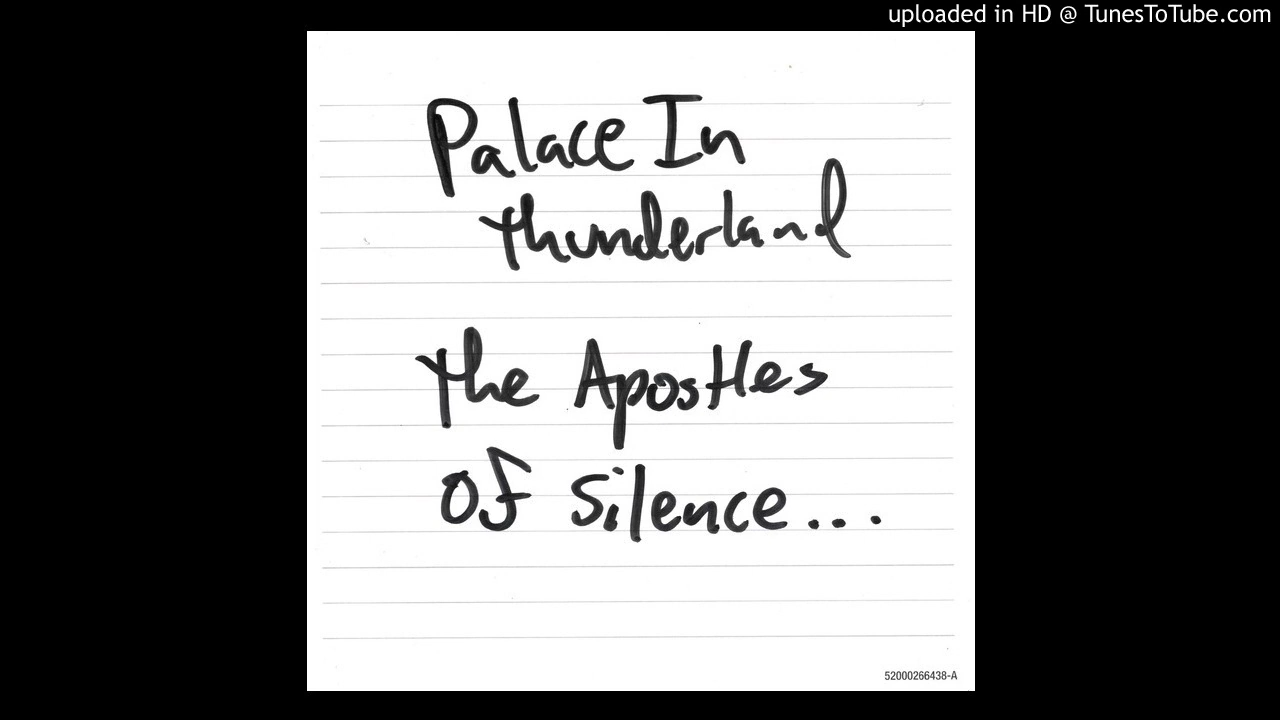 uploaded in HD @ TunesToTube.com
Palace In
thunderland
the Apostles
Of Silence...
52000266438-A